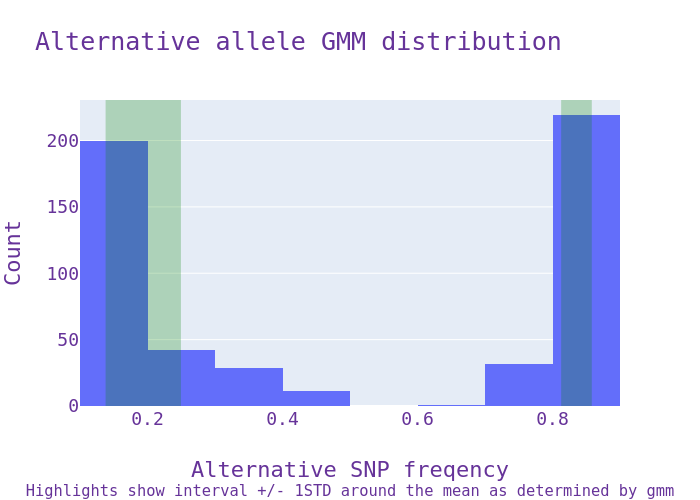 Alternative allele GMM distribution
200
150
100
50
0
Count
0.2 0.4 0.6 0.8
Alternative SNP freqency
Highlights show interval +/- 1STD around the mean as determined by gmm